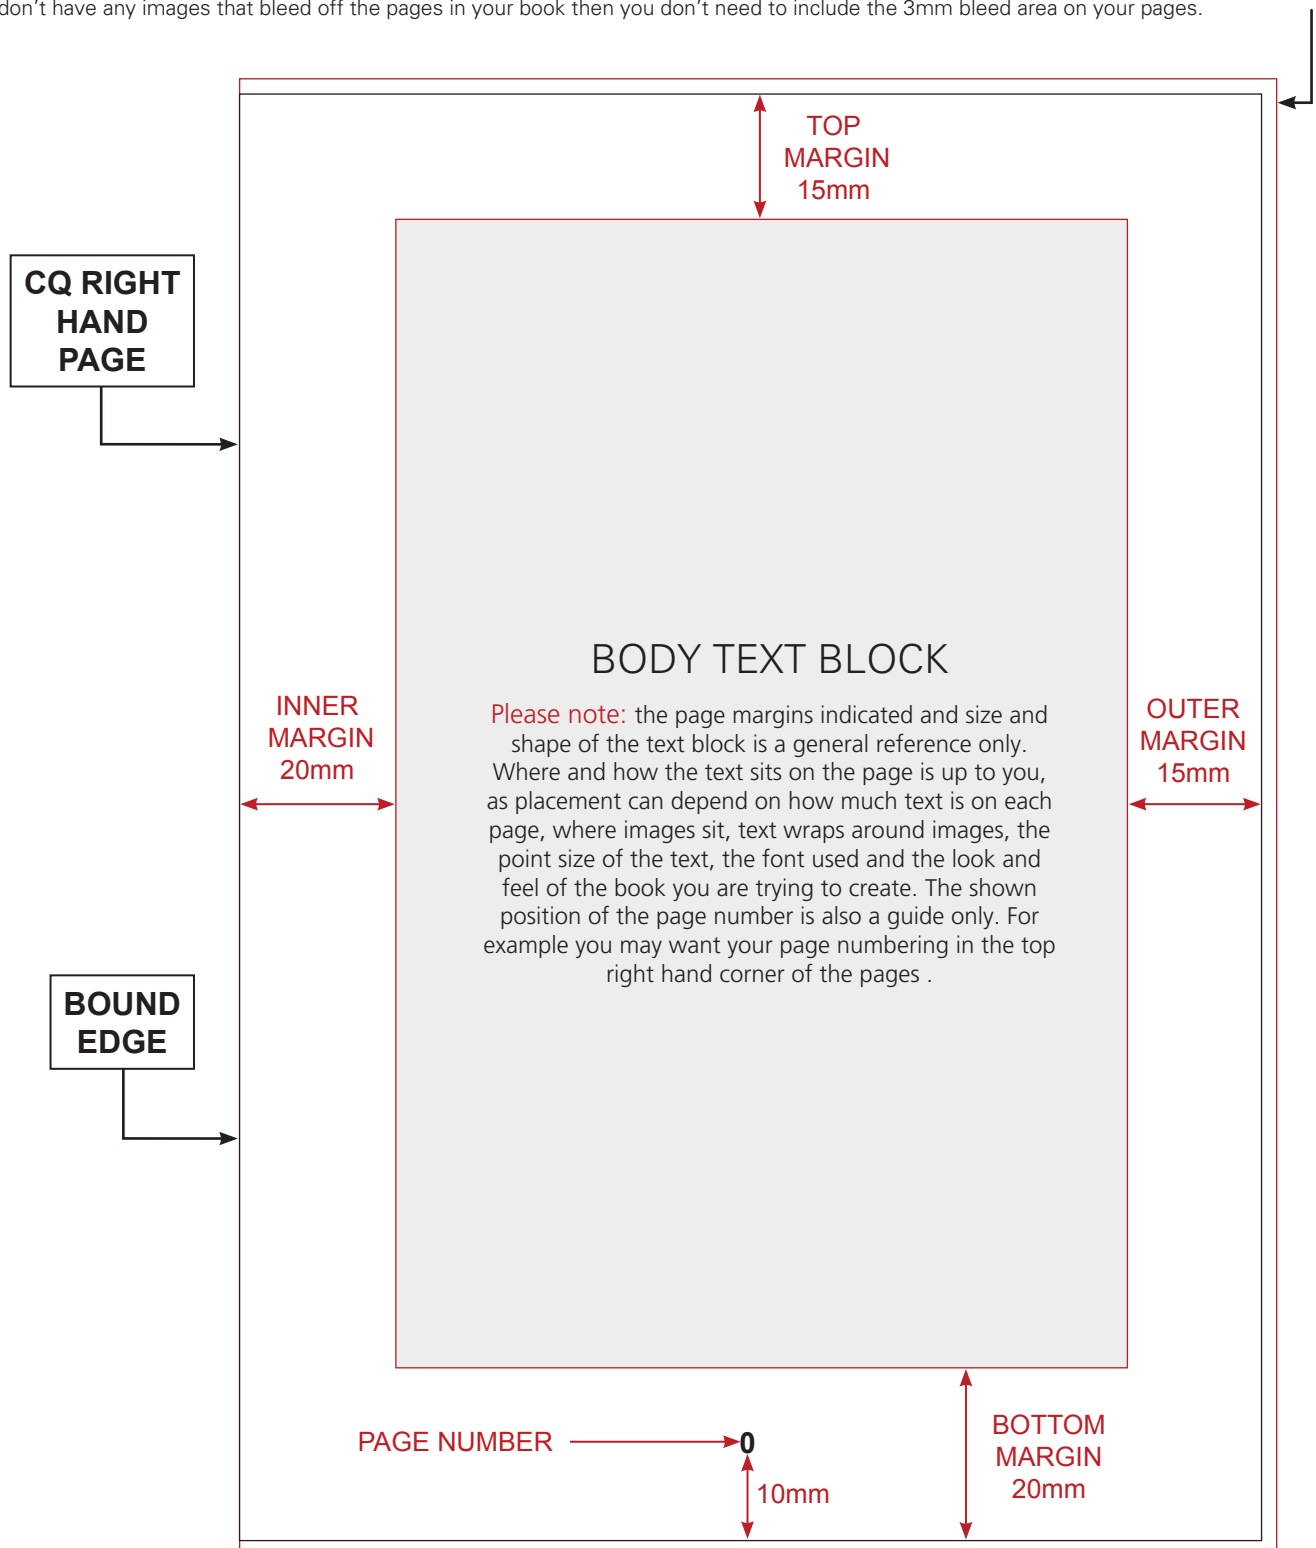 don't have any images that bleed off the pages in your book then you don't need to include the 3mm bleed area on your pages.
TOP
MARGIN
15mm
CQ RIGHT
HAND
PAGE
BODY TEXT BLOCK
INNER
MARGIN
20mm
Please note: the page margins indicated and size and
shape of the text block is a general reference only.
Where and how the text sits on the page is up to you,
as placement can depend on how much text is on each
page, where images sit, text wraps around images, the
point size of the text, the font used and the look and
feel of the book you are trying to create. The shown
position of the page number is also a guide only. For
example you may want your page numbering in the top
right hand corner of the pages .
OUTER
MARGIN
15mm
BOUND
EDGE
PAGE NUMBER
0
10mm
BOTTOM
MARGIN
20mm